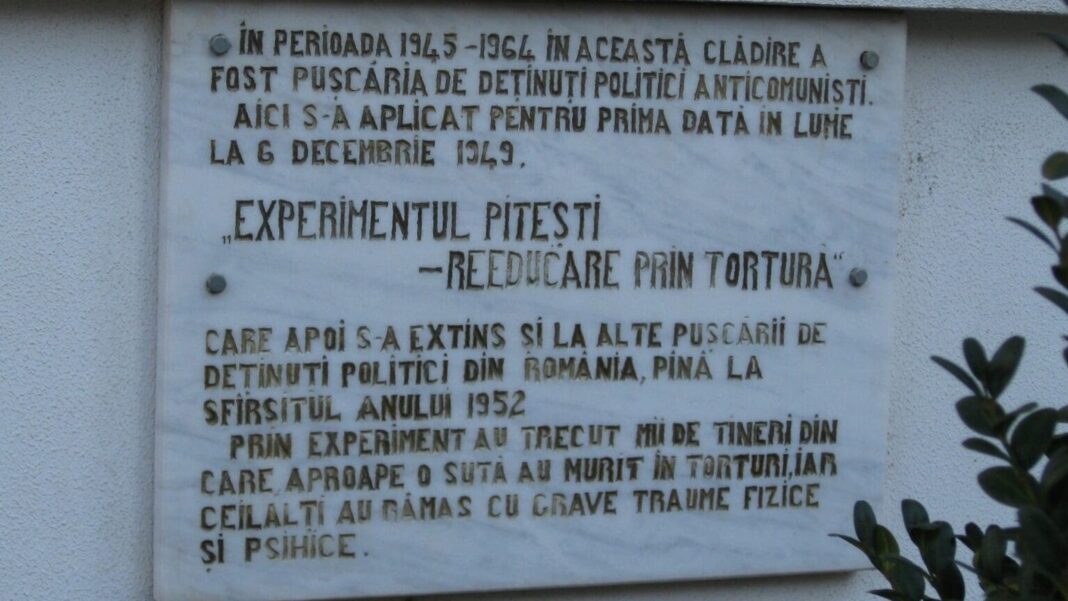 ÎN PERIOADA 1945-1964 ÎN ACEASTĂ CLĂDIRE A
FOST PUŞCĂRIA DE DEŢINUŢI POLITICI ANTICOMUNISTI.
AICI S-A APLICAT PENTRU PRIMA DATĂ IN LUME
LA 6 DECEMBRIE 1949.
„EXPERIMENTUL PITEŞTI
-REEDUCARE PRIN TORTURĂ“
CARE APOI S-A EXTINS ŞI LA ALTE PUŞCĂRII DE
DEŢINUŢI POLITICI DIN ROMÂNIA, PÎNĂ LA
SFÎRŞITUL ANULUI 1952
PRIN EXPERIMENT AU TRECUT MII DE TINERI DIN
CARE APROAPE O SUTĂ AU MURIT ÎN TORTURI, IAR
CEILALŢI AU RĂMAS CU GRAVE TRAUME FIZICE
ŞI PSIHICE.